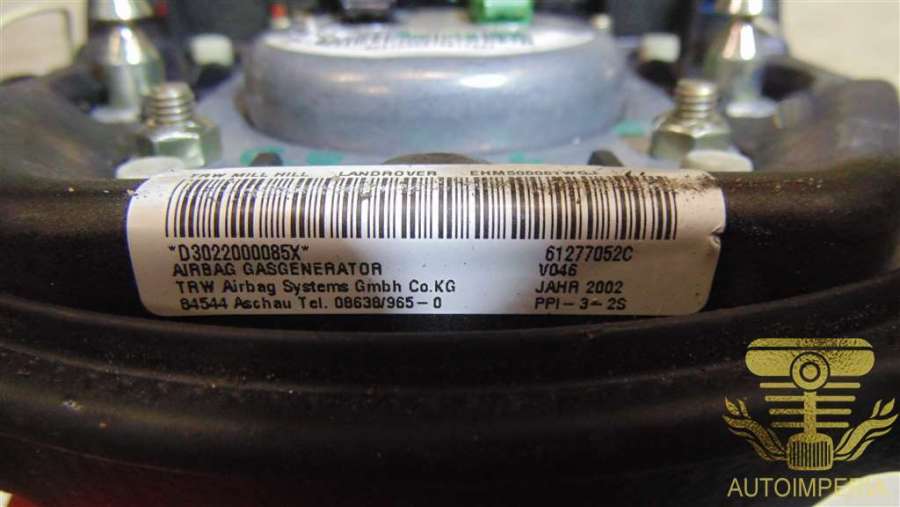 TRW MILL HILL LANDROVER
*D3022000085X* 61277052C
AIRBAG GASGENERATOR V046
TRW Airbag Systems Gmbh Co.KG JAHR 2002
84544 Aschau Tel. 08638/965-0 PPI-3-2S
AUTOIMPERIA